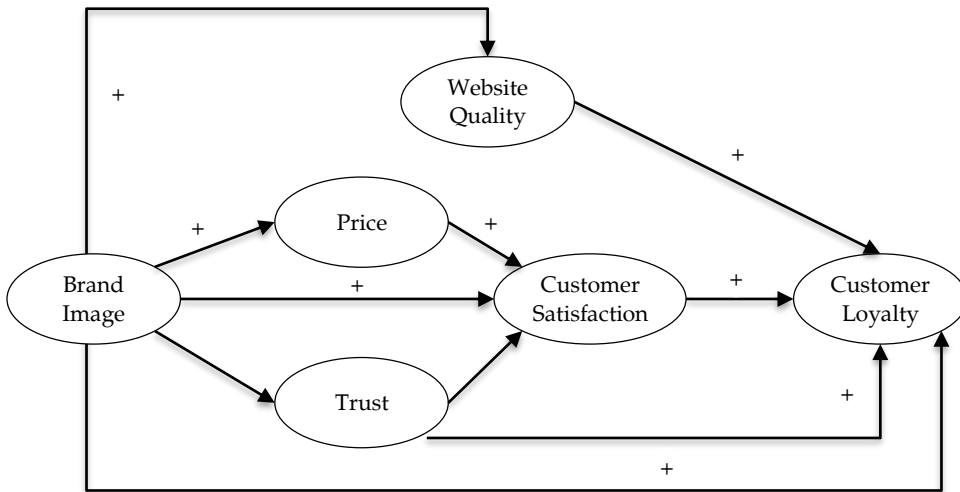 +
Website
Quality
+
+
Price
+
Brand
Image
+
Customer
Satisfaction
+
Customer
Loyalty
Trust
+
+